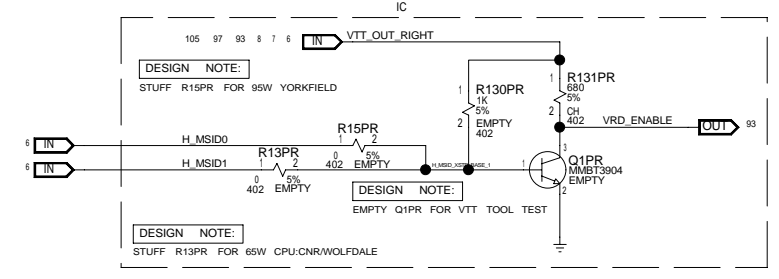 IC
105 97 93 8 7 6 IN VTT_OUT_RIGHT
DESIGN NOTE:
STUFF R15PR FOR 95W YORKFIELD
1 R130PR
1K
5%
2 EMPTY
402
1 R131PR
680
5%
2 CH
402
VRD_ENABLE OUT 93
R15PR
6 IN H_MSID0 1 2
0 5%
402 EMPTY
R13PR
6 IN H_MSID1 1 2
0 5%
402 EMPTY
1
3
Q1PR
MMBT3904
EMPTY
2
DESIGN NOTE:
EMPTY Q1PR FOR VTT TOOL TEST
DESIGN NOTE:
STUFF R13PR FOR 65W CPU:CNR/WOLFDALE